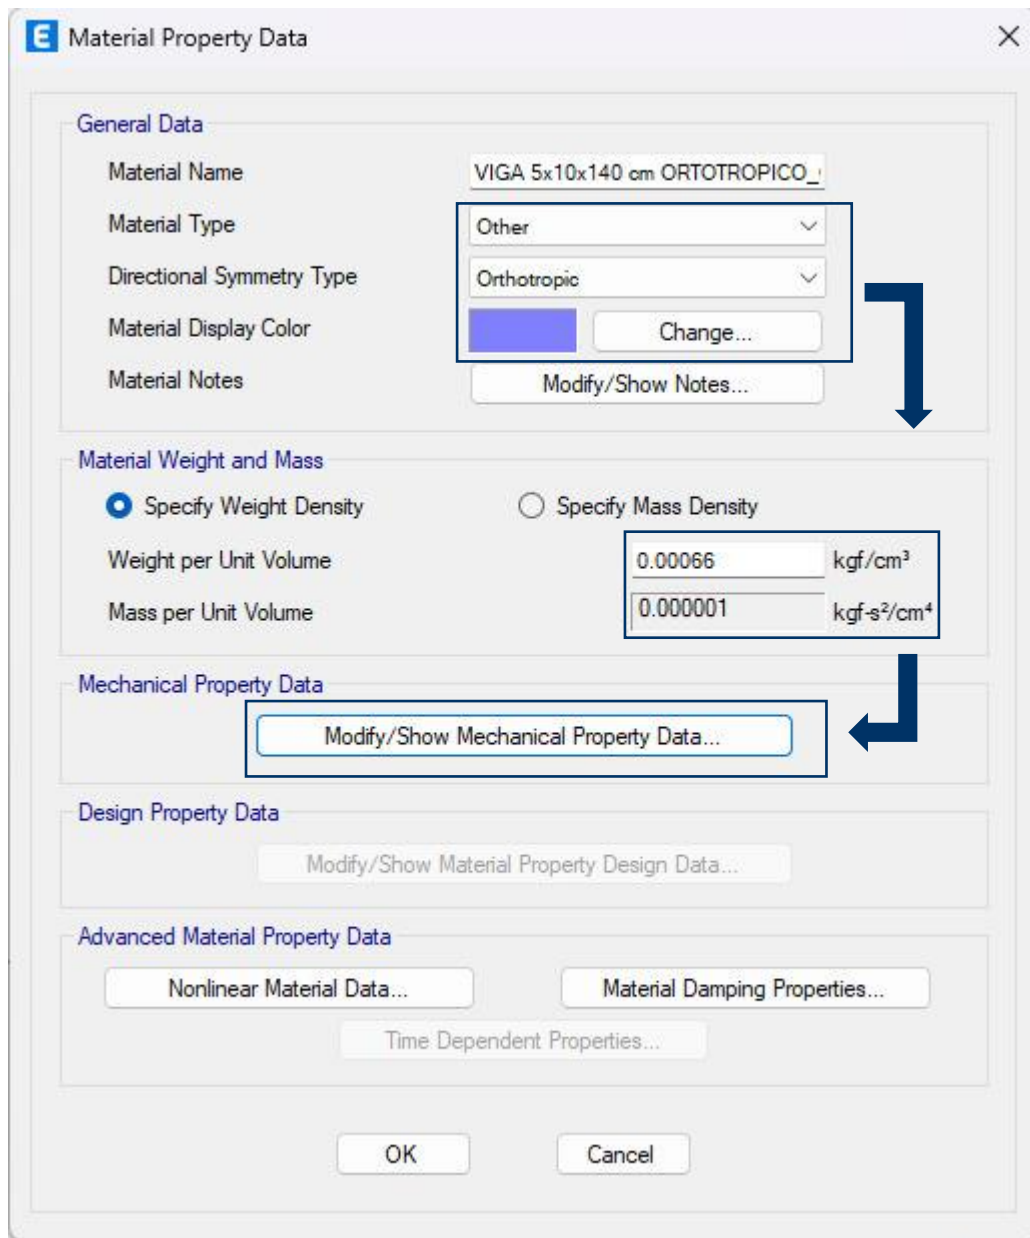 E Material Property Data
General Data
Material Name VIGA 5x10x140 cm ORTOTROPICO_
Material Type Other
Directional Symmetry Type Orthotropic
Material Display Color Change...
Material Notes Modify/Show Notes...
Material Weight and Mass
Specify Weight Density Specify Mass Density
Weight per Unit Volume 0.00066 kgf/cm³
Mass per Unit Volume 0.000001 kgf-s²/cm⁴
Mechanical Property Data
Modify/Show Mechanical Property Data...
Design Property Data
Modify/Show Material Property Design Data...
Advanced Material Property Data
Nonlinear Material Data... Material Damping Properties...
Time Dependent Properties...
OK Cancel